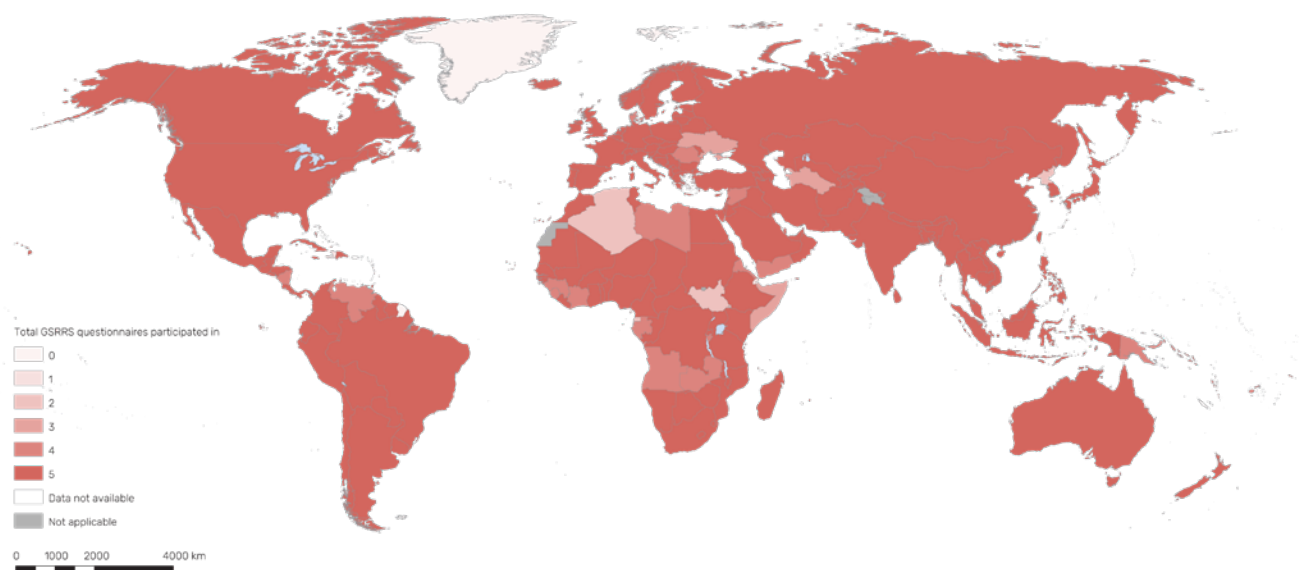 Total GSRRS questionnaires participated in
0
1
2
3
4
5
Data not available
Not applicable
0 1000 2000 4000 km